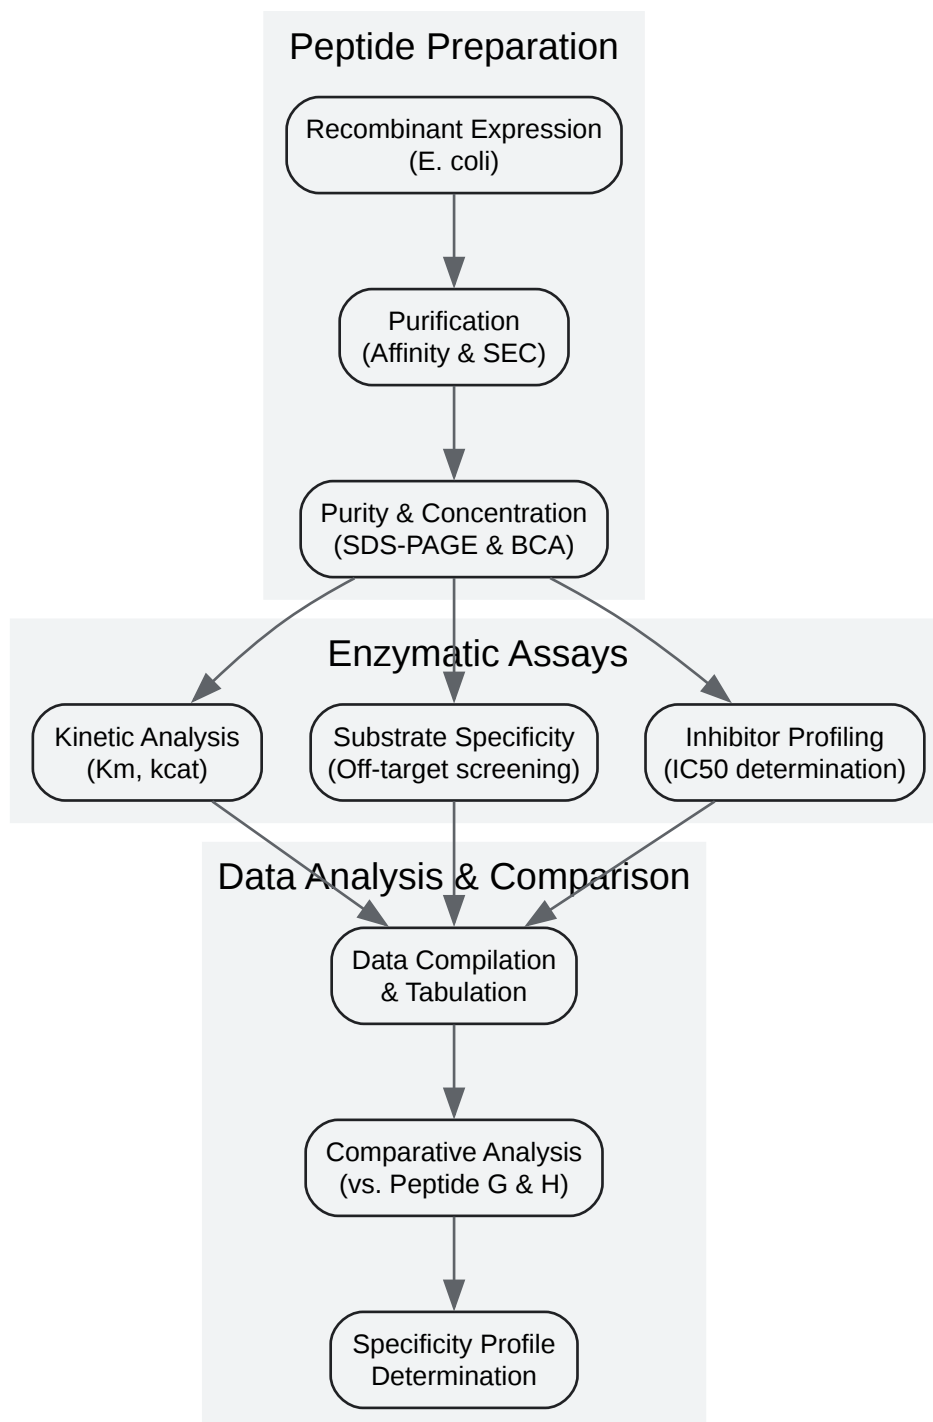 Peptide Preparation
Recombinant Expression
(E. coli)
Purification
(Affinity & SEC)
Purity & Concentration
(SDS-PAGE & BCA)
Enzymatic Assays
Kinetic Analysis
(Km, kcat)
Substrate Specificity
(Off-target screening)
Inhibitor Profiling
(IC50 determination)
Data Analysis & Comparison
Data Compilation
& Tabulation
Comparative Analysis
(vs. Peptide G & H)
Specificity Profile
Determination